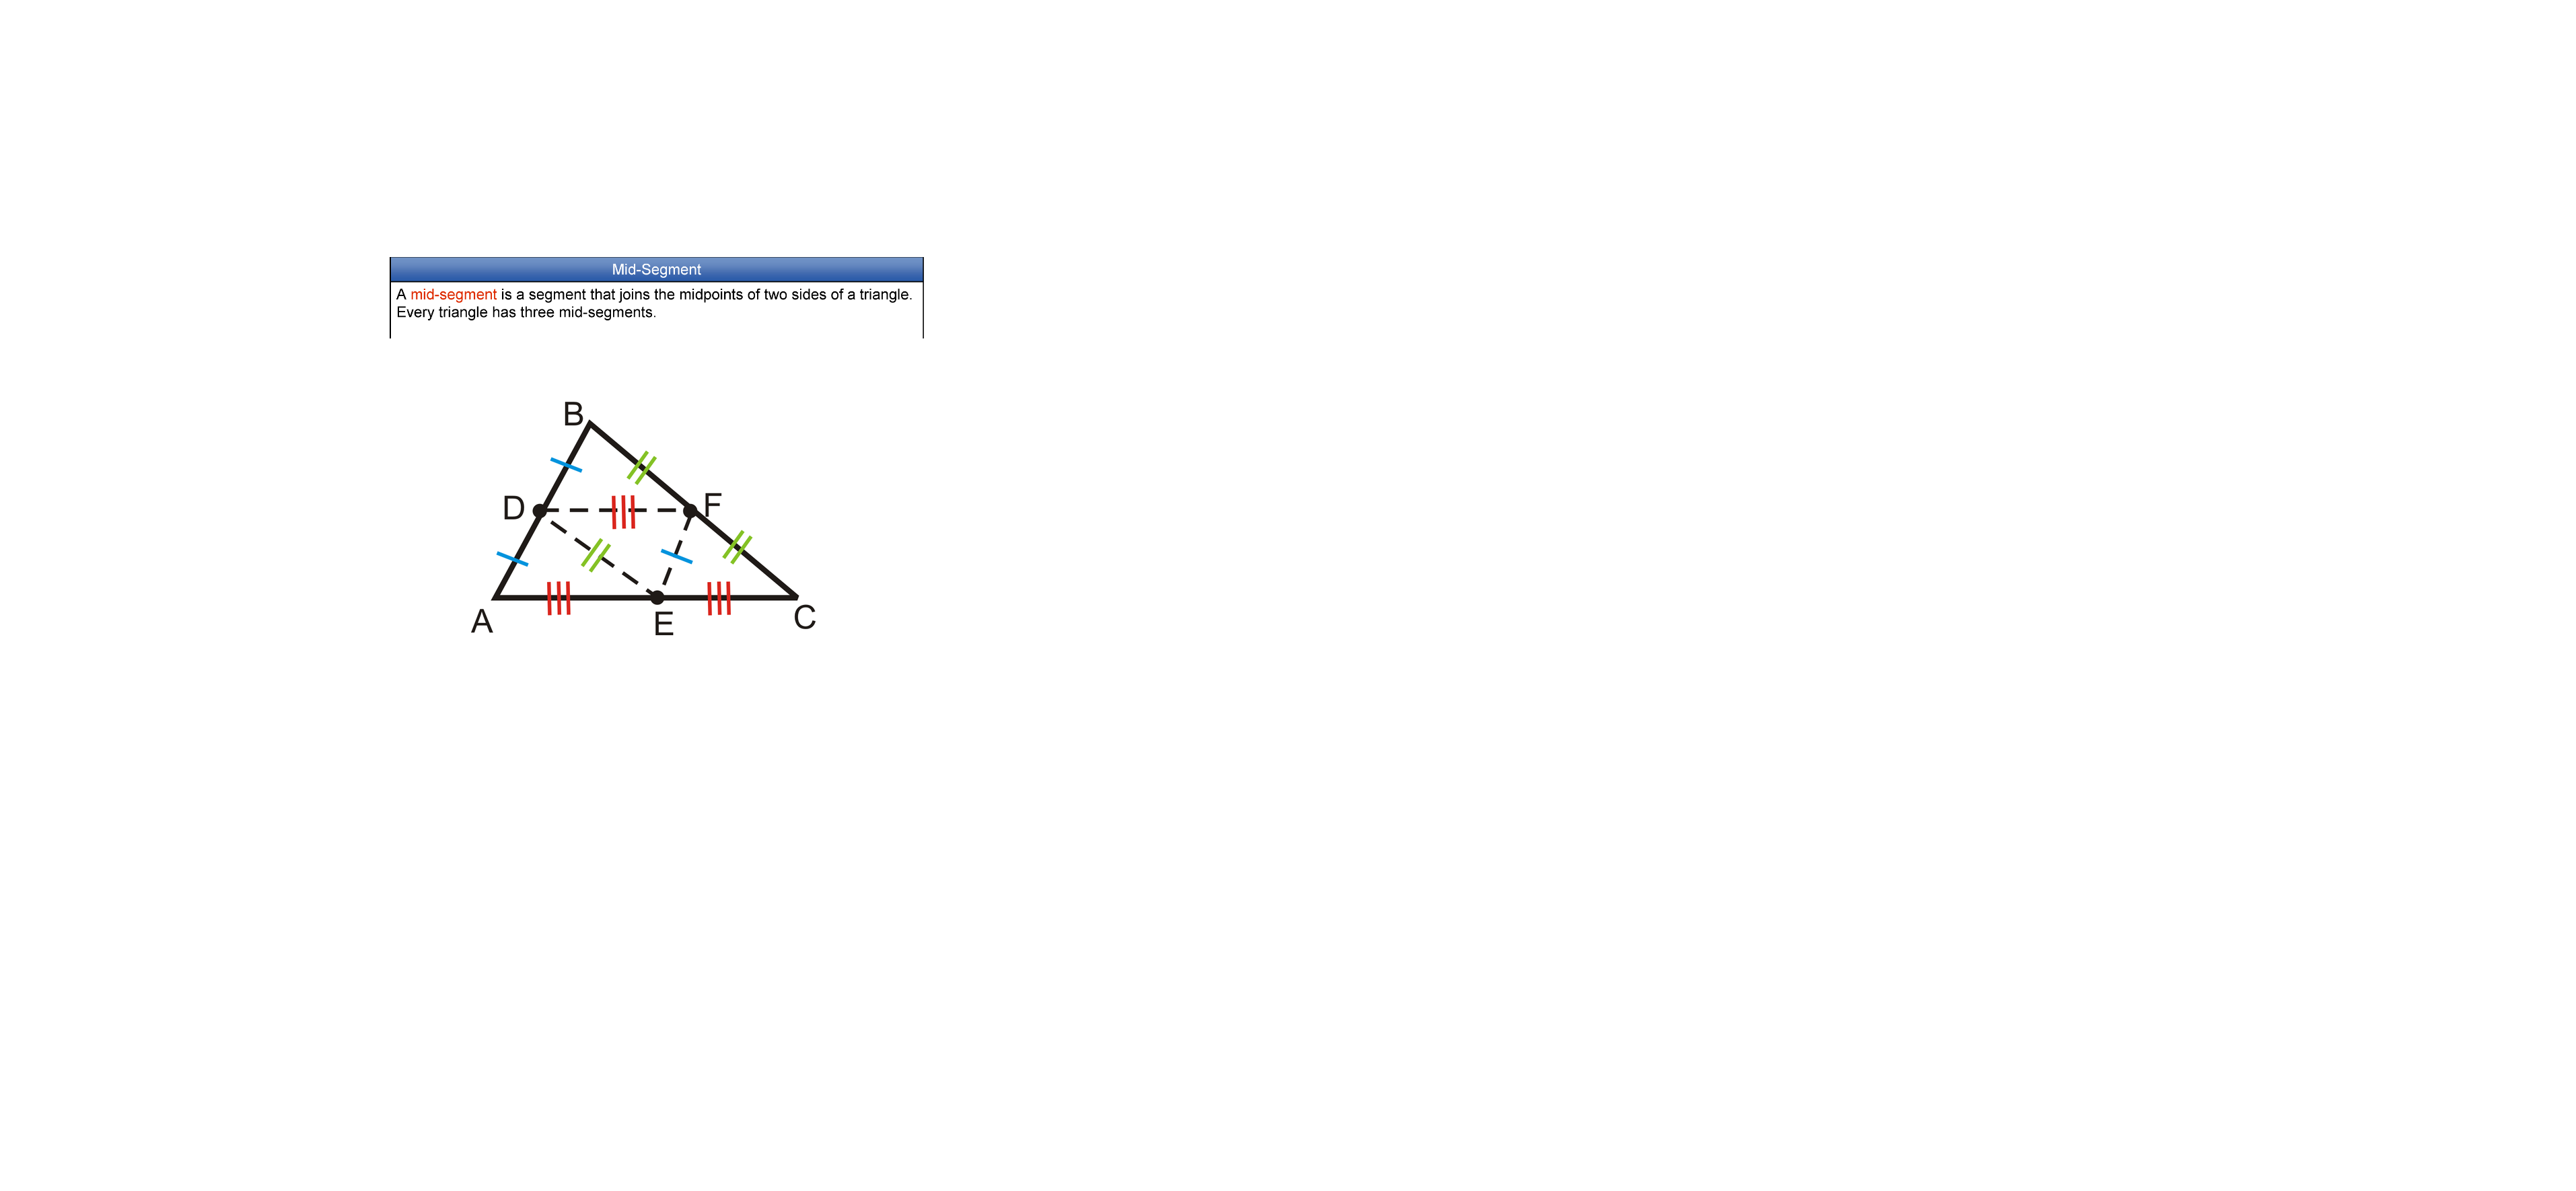 Mid-Segment
A mid-segment is a segment that joins the midpoints of two sides of a triangle.
Every triangle has three mid-segments.
B
D
F
A
E
C